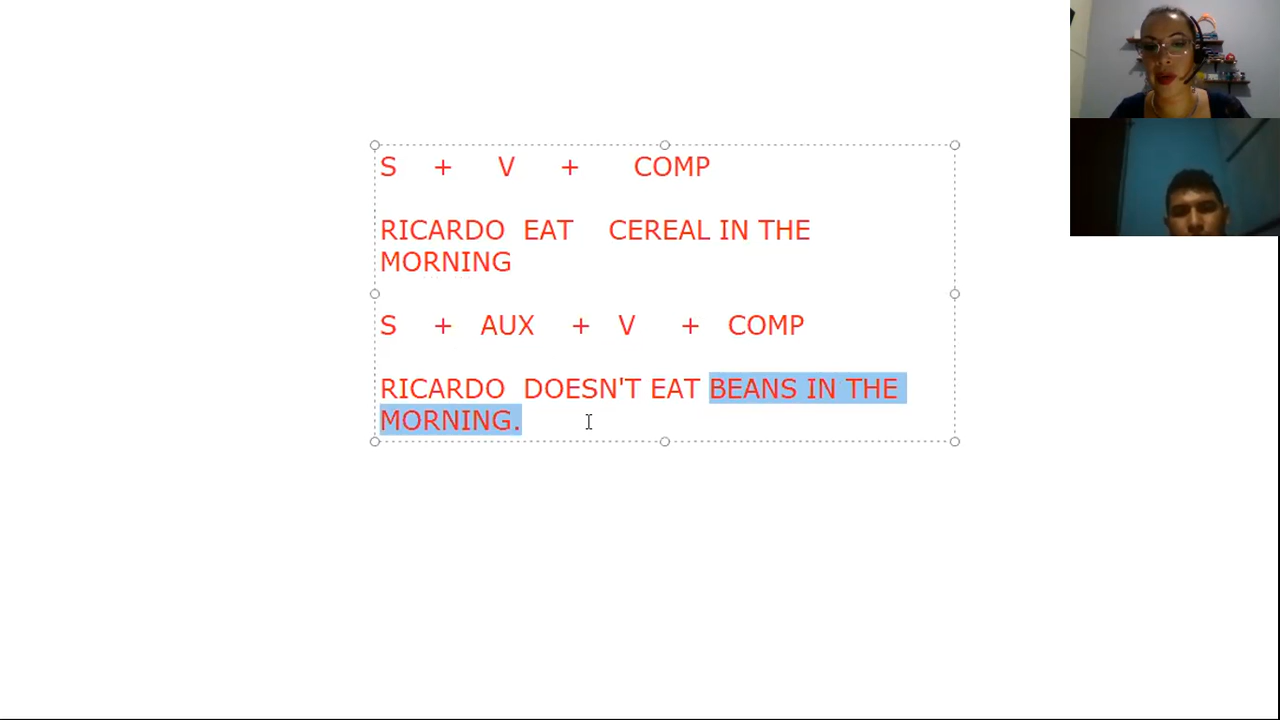 S + V + COMP
RICARDO EAT CEREAL IN THE
MORNING
S + AUX + V + COMP
RICARDO DOESN'T EAT BEANS IN THE
MORNING.